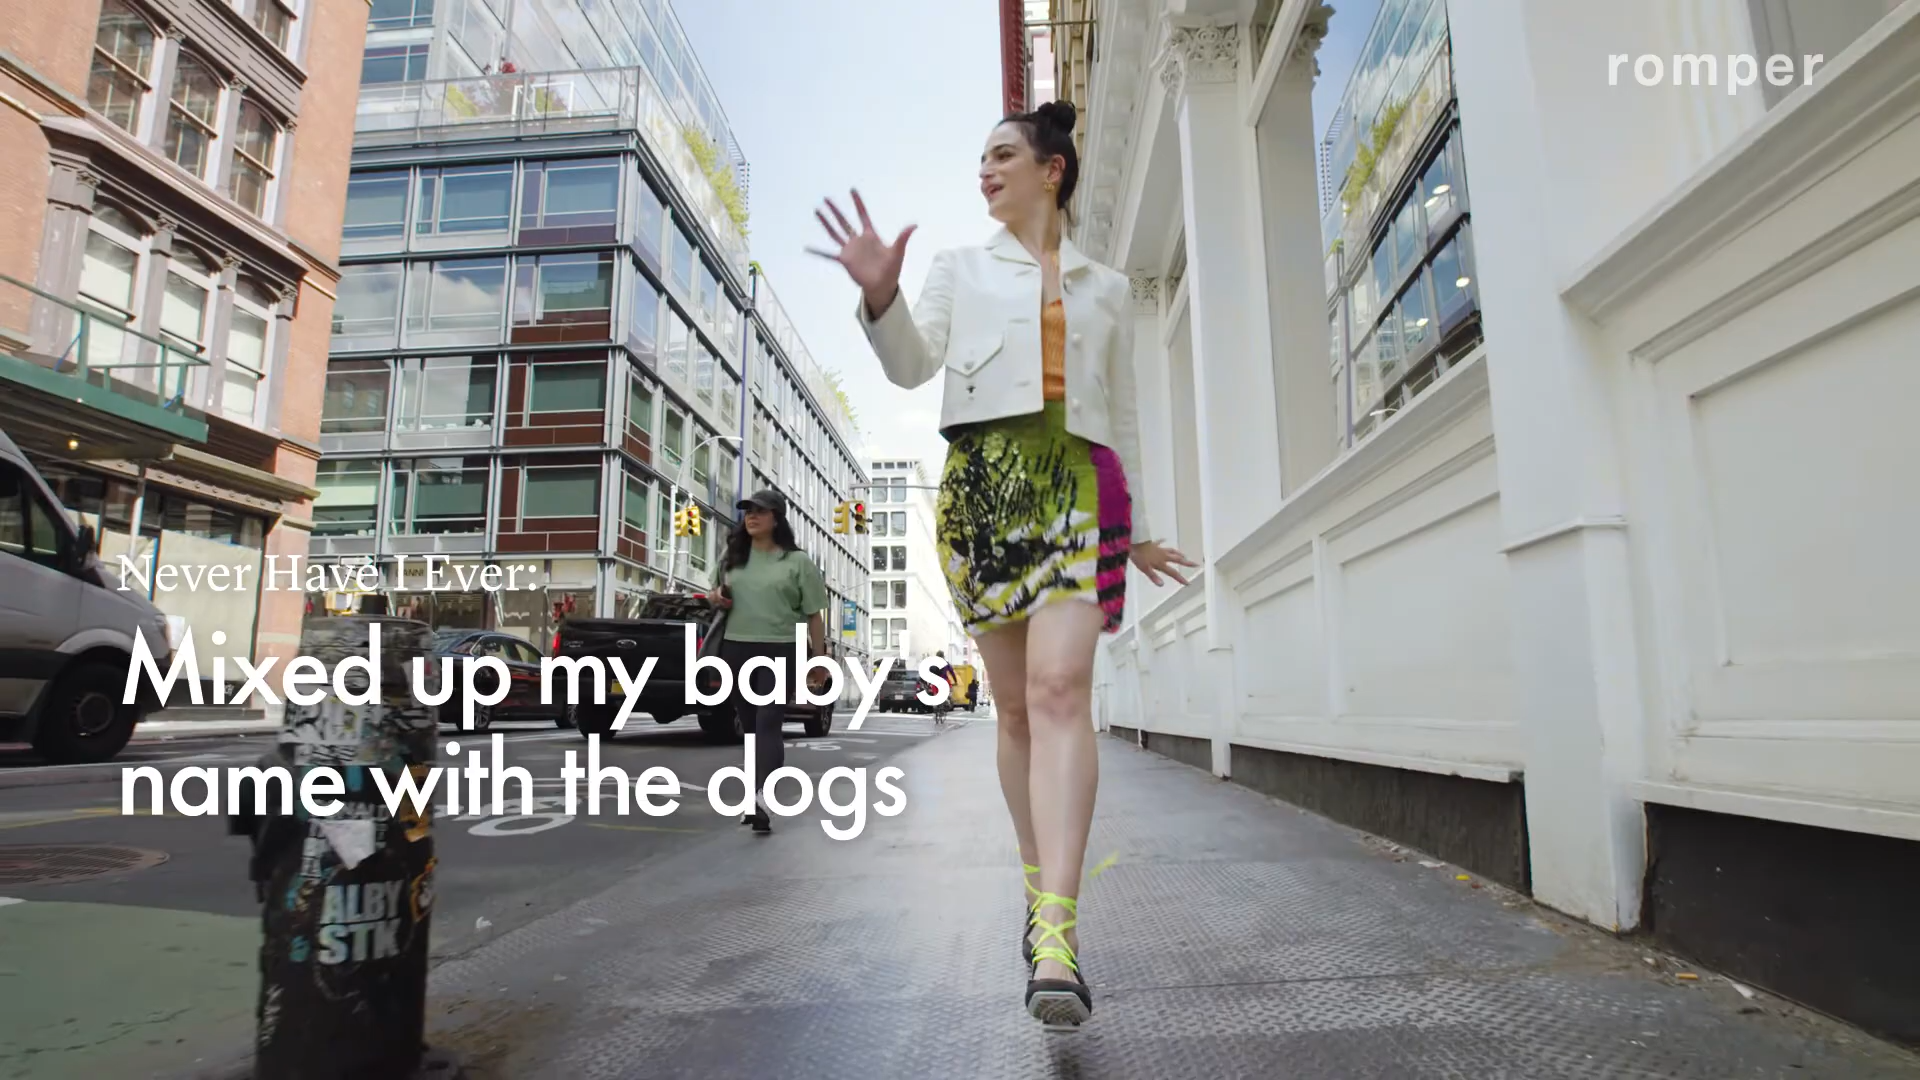 romper
Never Have I Ever:
Mixed up my baby's
name with the dogs
ALBY
STK